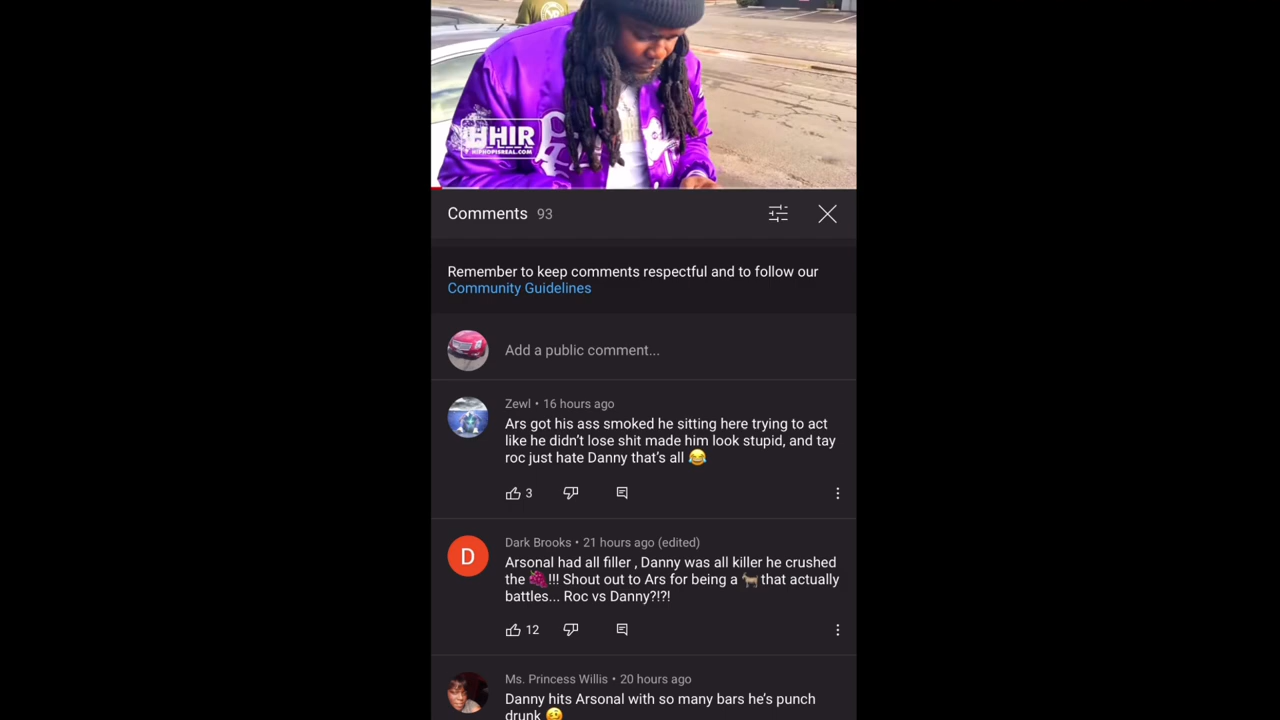 HHIR
HIPHOPISREAL.COM
Comments 93
Remember to keep comments respectful and to follow our
Community Guidelines
Add a public comment...
Zewl • 16 hours ago
Ars got his ass smoked he sitting here trying to act
like he didn’t lose shit made him look stupid, and tay
roc just hate Danny that’s all 😂
3
D
Dark Brooks • 21 hours ago (edited)
Arsonal had all filler , Danny was all killer he crushed
the 🍇!!! Shout out to Ars for being a 🐐that actually
battles... Roc vs Danny?!?!
12
Ms. Princess Willis • 20 hours ago
Danny hits Arsonal with so many bars he’s punch
drunk 🥴